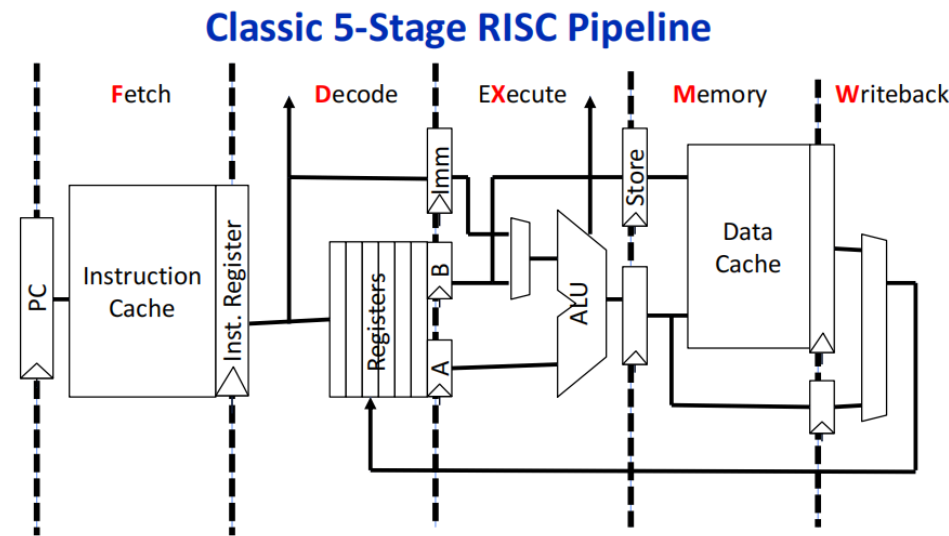 Classic 5-Stage RISC Pipeline
Fetch
Decode
EXecute
Memory
Writeback
PC
Instruction
Cache
Inst. Register
Registers
Imm
B
A
ALU
Store
Data
Cache